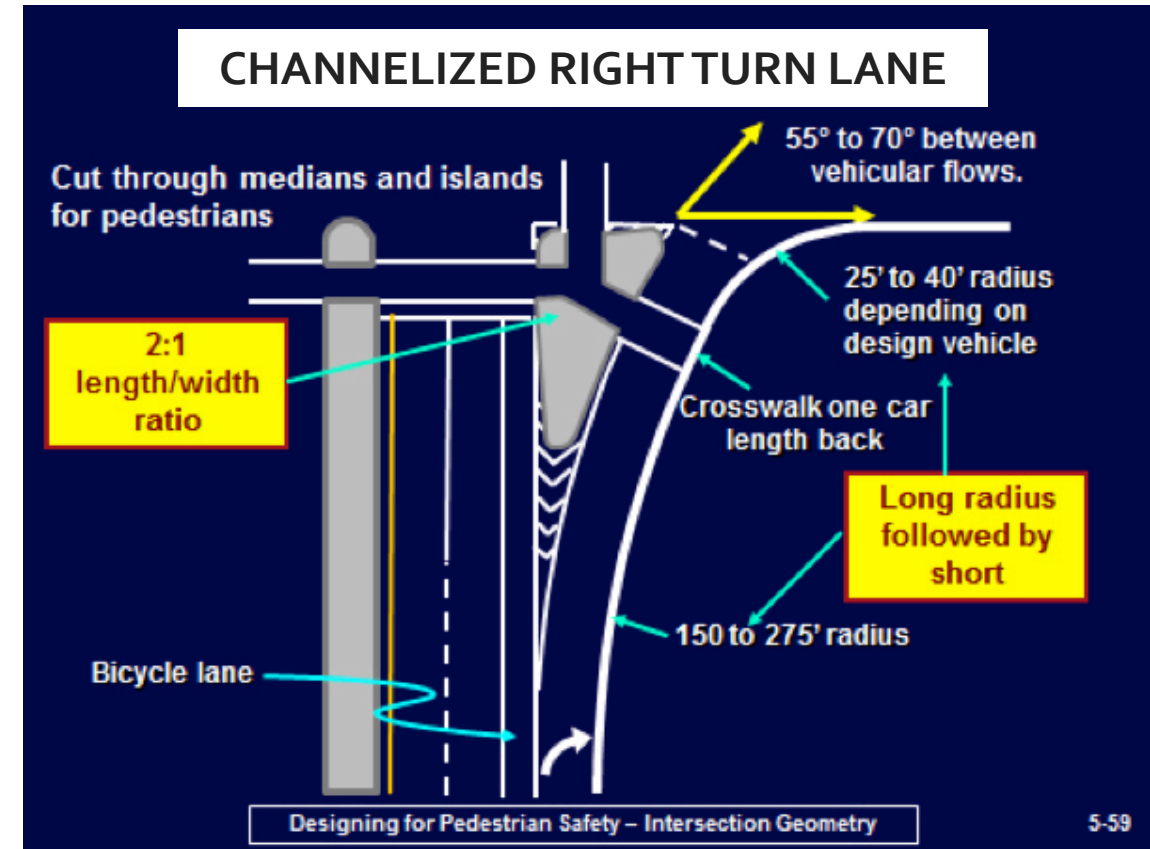 CHANNELIZED RIGHT TURN LANE
55° to 70° between
vehicular flows.
Cut through medians and islands
for pedestrians
25’ to 40’ radius
depending on
design vehicle
2:1
length/width
ratio
Crosswalk one car
length back
Long radius
followed by
short
150 to 275’ radius
Bicycle lane
Designing for Pedestrian Safety – Intersection Geometry
5-59